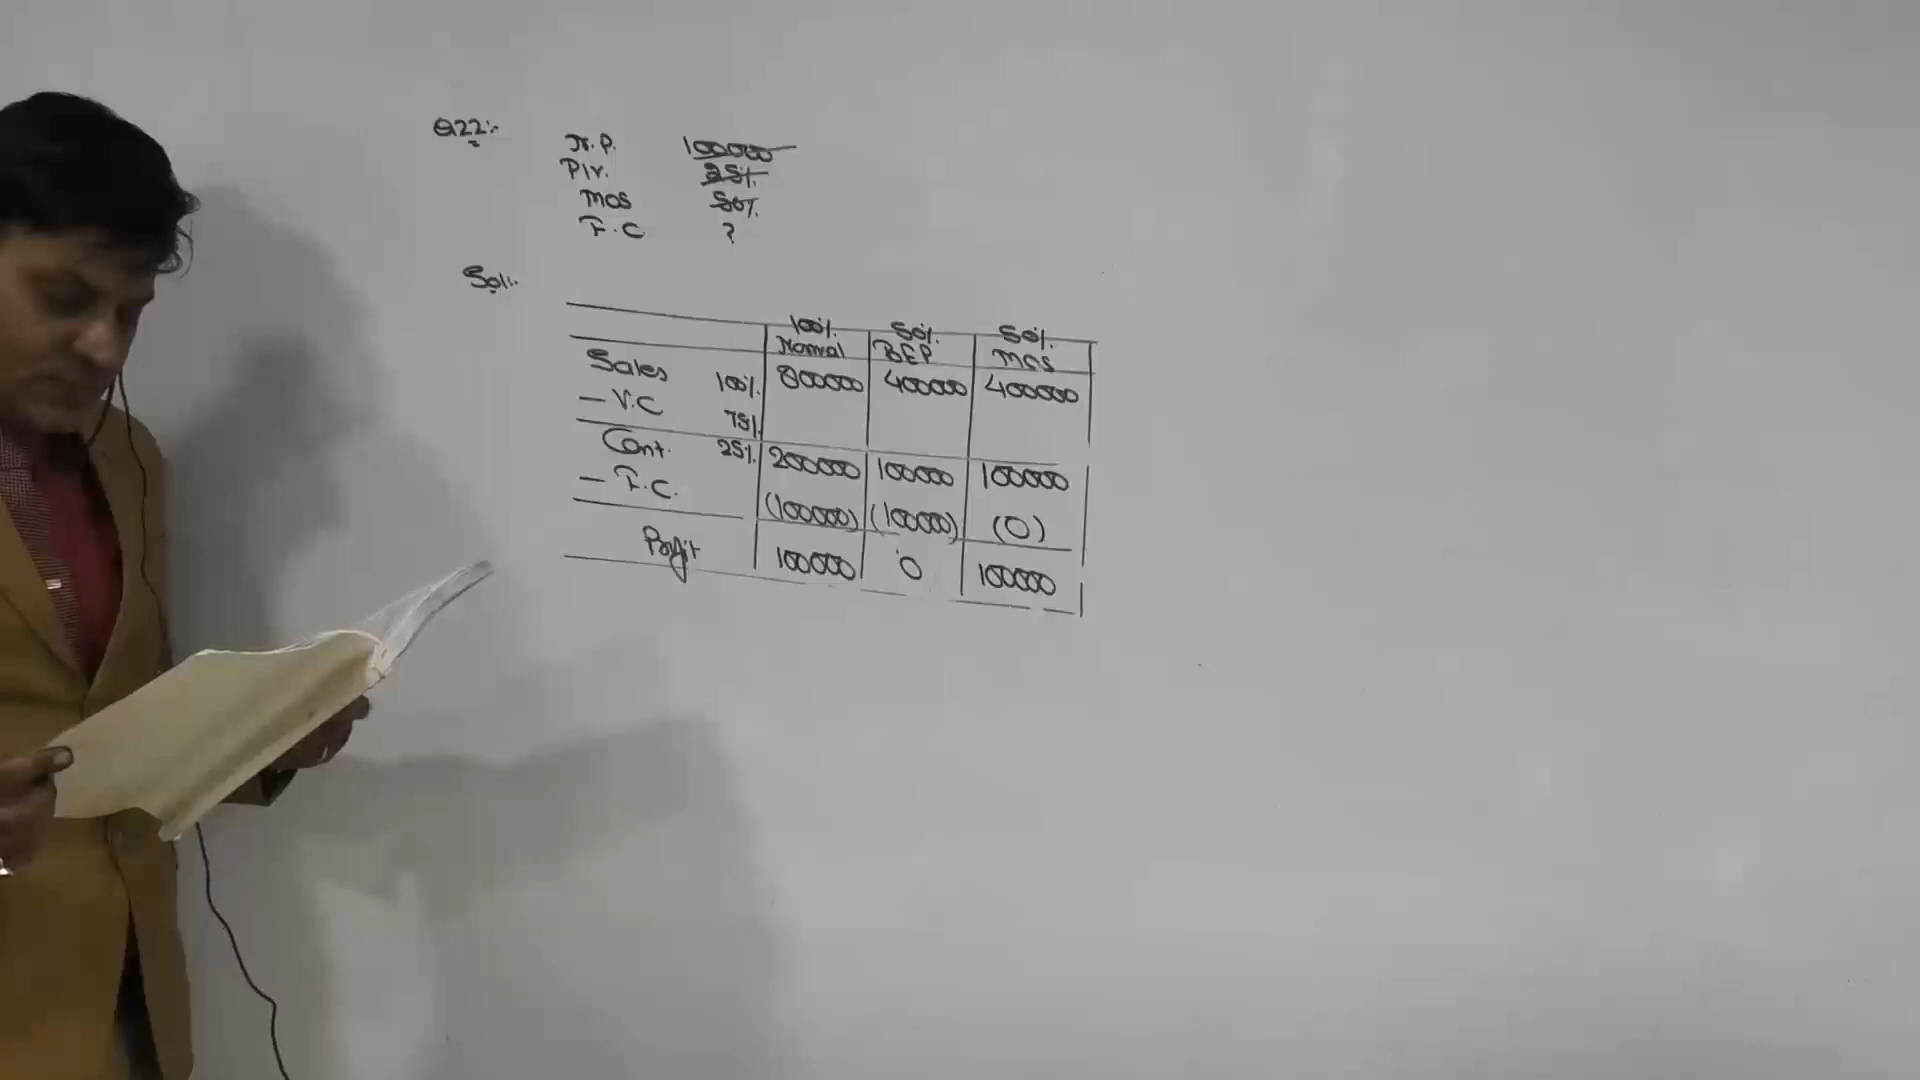 Q22:-
N.P. 100000
P/V. 25%
MOS 50%
F.C ?
Sol:-
100% 50% 50%
Normal BEP MOS
Sales 100% 800000 400000 400000
- V.C 75%
Cont. 25% 200000 100000 100000
- F.C. (100000) (100000) (0)
Profit 100000 0 100000